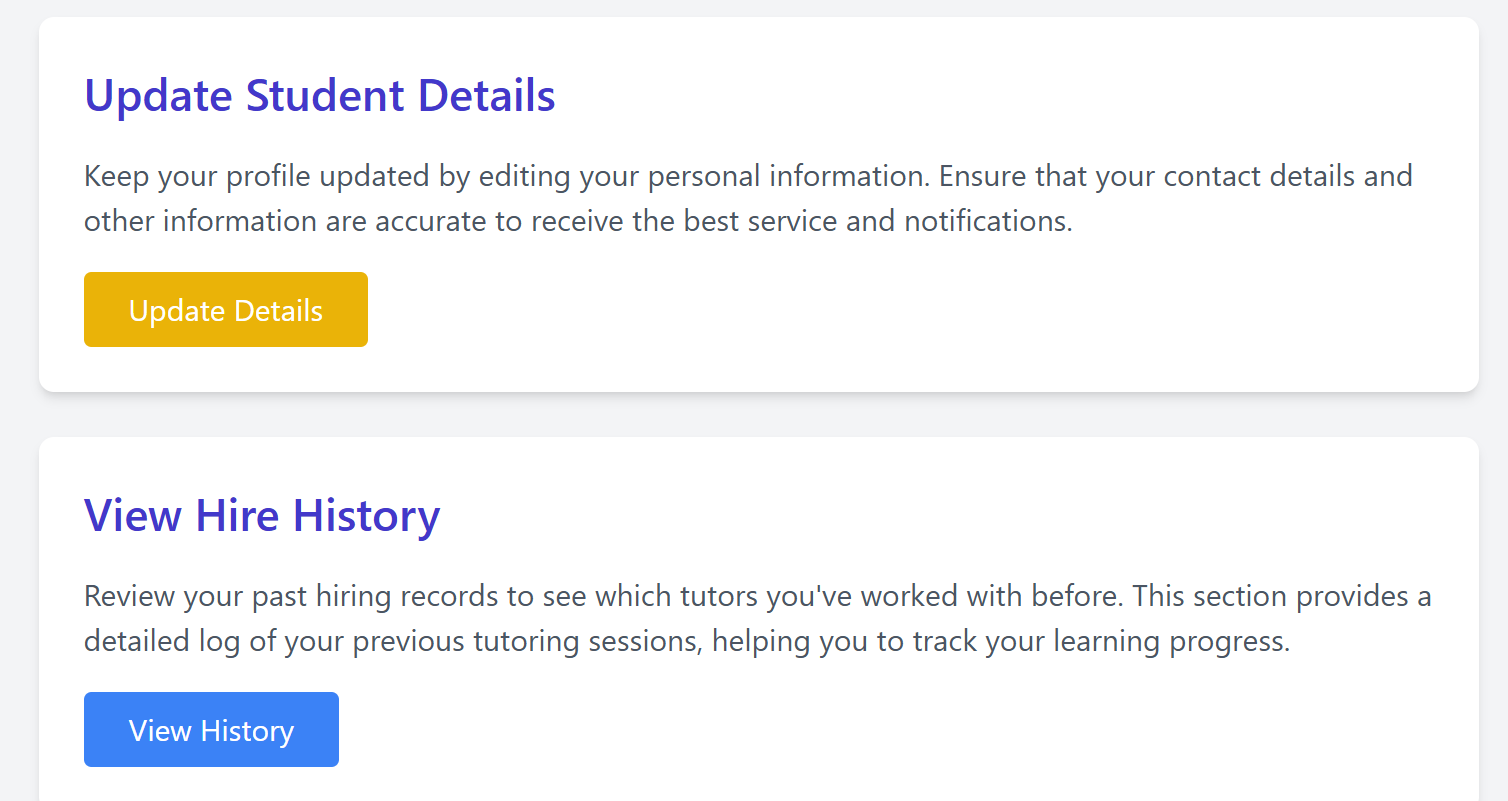 Update Student Details
Keep your profile updated by editing your personal information. Ensure that your contact details and
other information are accurate to receive the best service and notifications.
Update Details
View Hire History
Review your past hiring records to see which tutors you've worked with before. This section provides a
detailed log of your previous tutoring sessions, helping you to track your learning progress.
View History